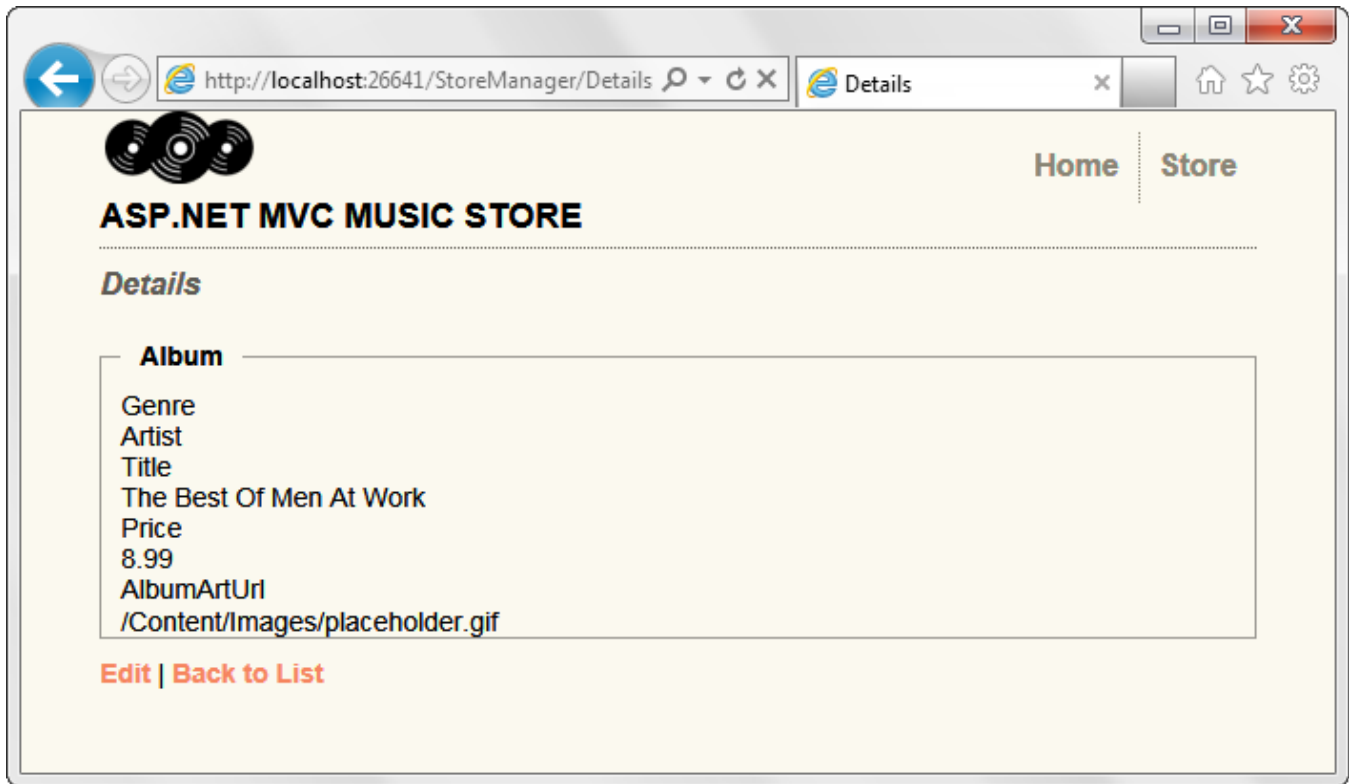 http://localhost:26641/StoreManager/Details
Details
Home
Store
ASP.NET MVC MUSIC STORE
Details
Album
Genre
Artist
Title
The Best Of Men At Work
Price
8.99
AlbumArtUrl
/Content/Images/placeholder.gif
Edit | Back to List